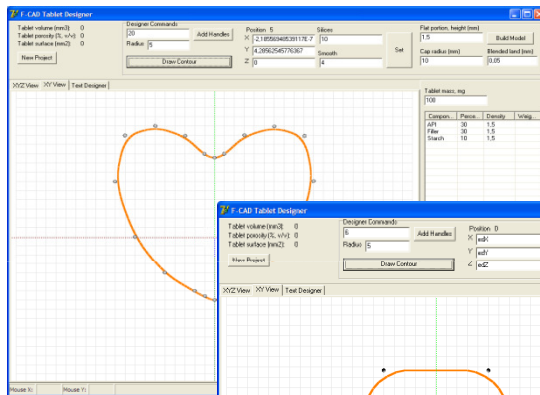 F-CAD Tablet Designer
Tablet volume (mm3): 0
Tablet porosity (%, v/v): 0
Tablet surface (mm2): 0
New Project
Designer Commands
20
Add Handles
Radius 5
Draw Contour
Position 5
X -2,18556948539117E-7
Y 4,28562545776367
Z 0
Slices
10
Smooth
4
Set
Flat portion, height (mm)
1.5
Build Model
Cap radius (mm)
10
Blended land (mm)
0,05
XYZ View XY View Text Designer
Tablet mass, mg
100
Compon... Perce... Density Weig...
API 30 1,5
Filler 30 1,5
Starch 10 1,5
Mouse X: Mouse Y:
F-CAD Tablet Designer
Tablet volume (mm3): 0
Tablet porosity (%, v/v): 0
Tablet surface (mm2): 0
New Project
Designer Commands
6
Add Handles
Radius 5
Draw Contour
Position 0
X edX
Y edY
Z edZ
XYZ View XY View Text Designer